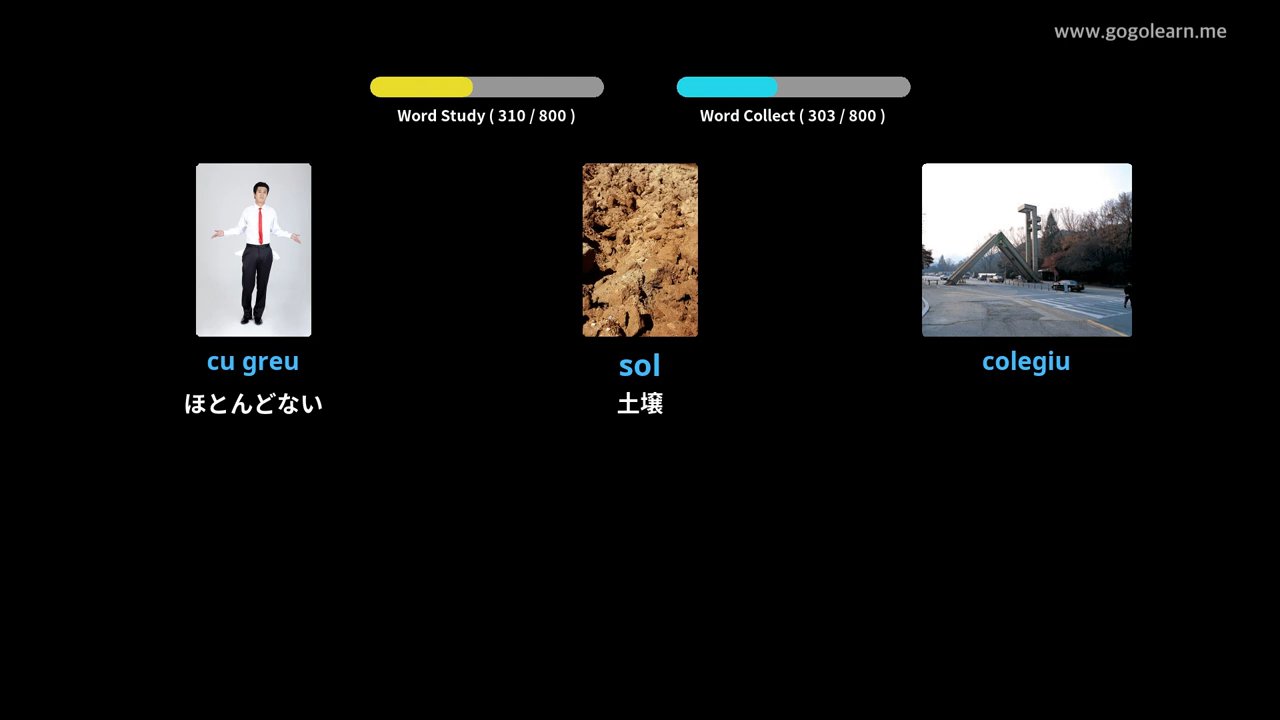 www.gogolearn.me
Word Study ( 310 / 800 )
Word Collect ( 303 / 800 )
cu greu
sol
colegiu
ほとんどない
土壌